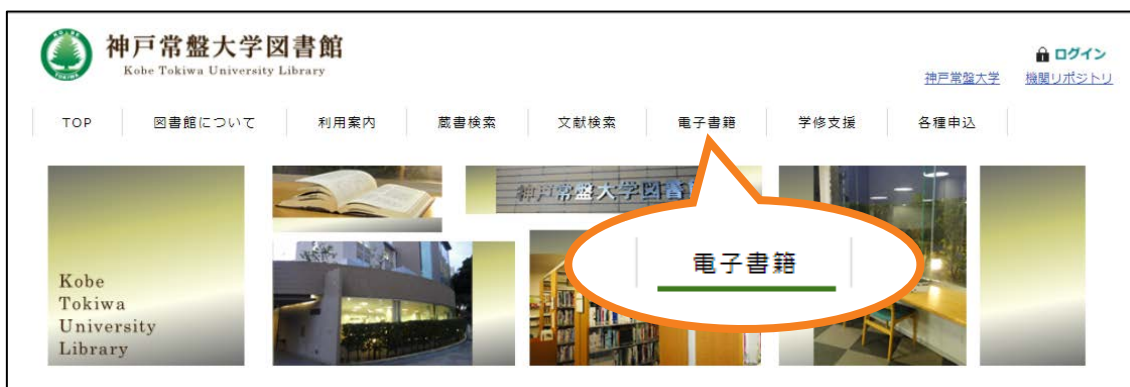 神戸常盤大学図書館
Kobe Tokiwa University Library
ログイン
神戸常盤大学 機関リポジトリ
TOP 図書館について 利用案内 蔵書検索 文献検索 電子書籍 学修支援 各種申込
神戸常盤大学図書
電子書籍
Kobe
Tokiwa
University
Library